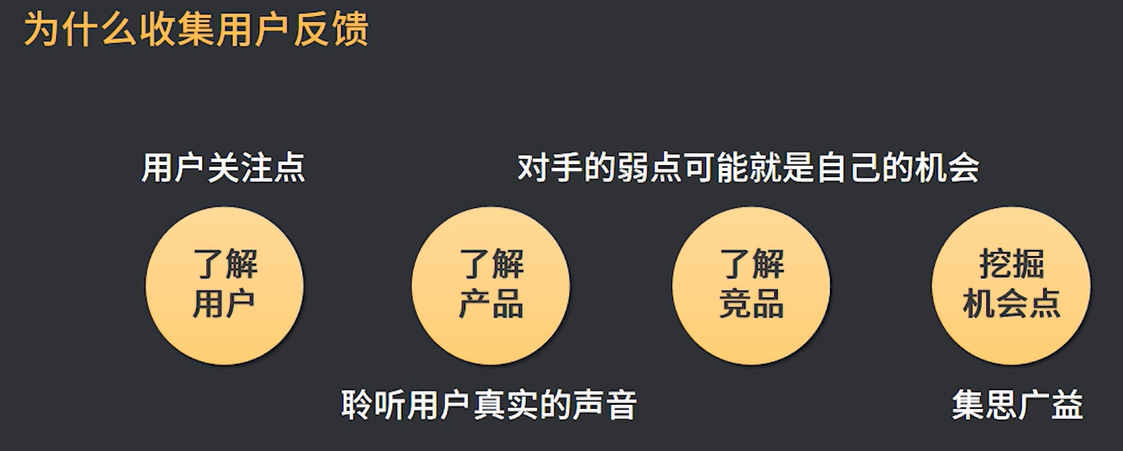 为什么收集用户反馈
用户关注点
对手的弱点可能就是自己的机会
了解
用户
了解
产品
了解
竞品
挖掘
机会点
聆听用户真实的声音
集思广益